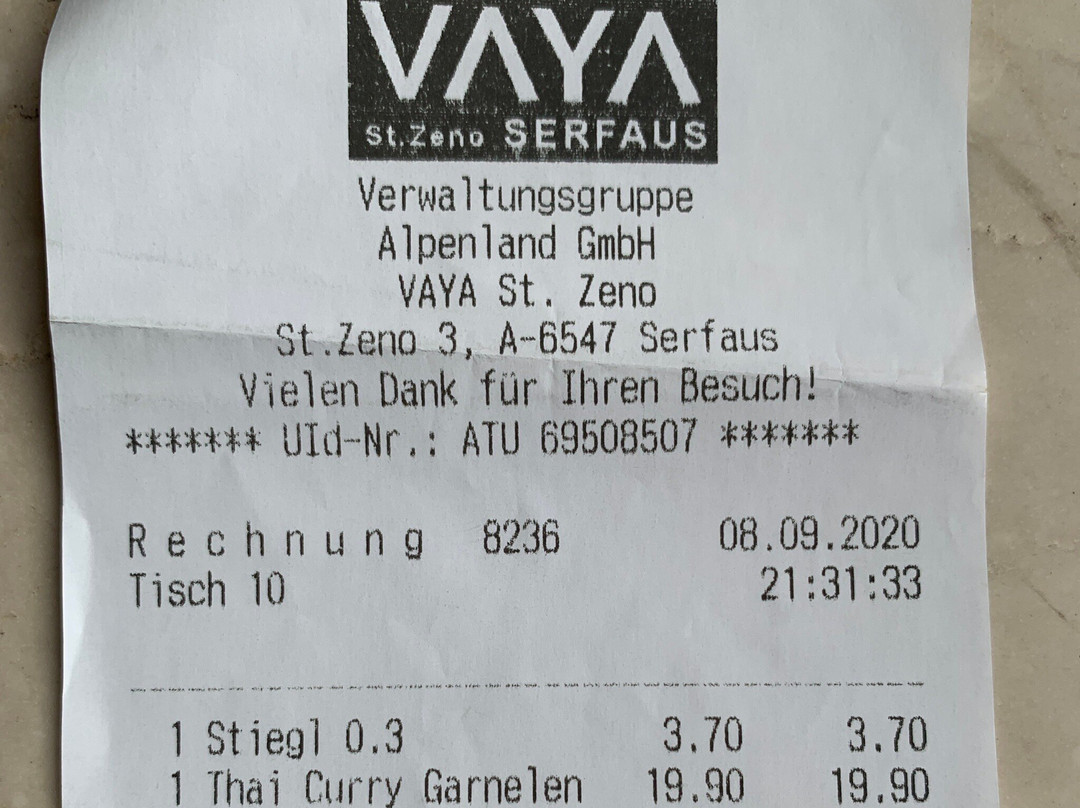 VAYA
St.Zeno SERFAUS
Verwaltungsgruppe
Alpenland GmbH
VAYA St. Zeno
St.Zeno 3, A-6547 Serfaus
Vielen Dank für Ihren Besuch!
******* UId-Nr.: ATU 69508507 *******
R e c h n u n g 8236 08.09.2020
Tisch 10 21:31:33
1 Stiegl 0.3 3.70 3.70
1 Thai Curry Garnelen 19.90 19.90